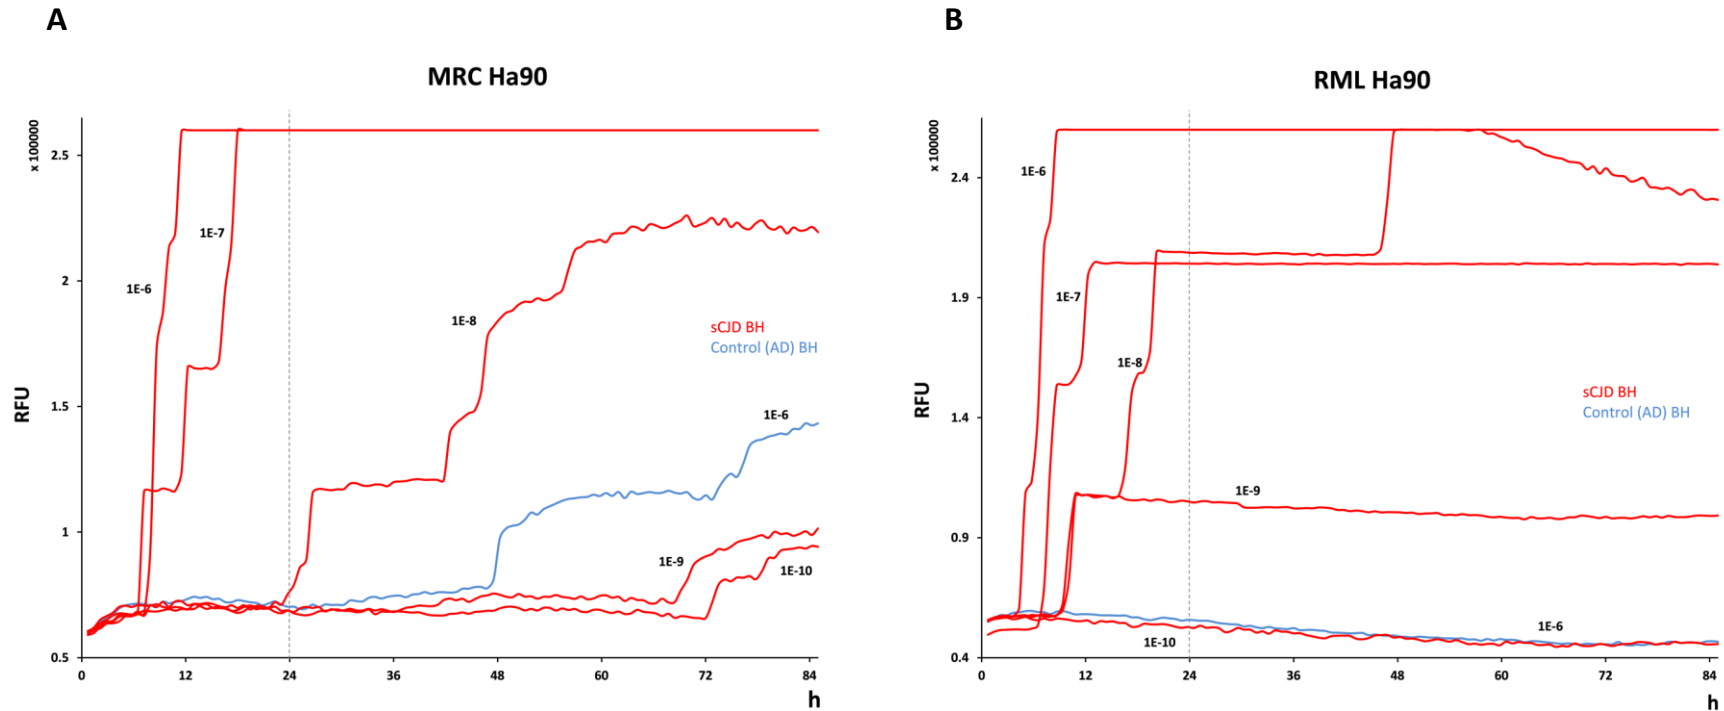 A
MRC Ha90
x 100000
2.5
2
1.5
1
0.5
RFU
1E-6
1E-7
1E-8
sCJD BH
Control (AD) BH
1E-6
1E-9
1E-10
0 12 24 36 48 60 72 84
h
B
RML Ha90
x 100000
2.4
1.9
1.4
0.9
0.4
RFU
1E-6
1E-7
1E-8
sCJD BH
Control (AD) BH
1E-9
1E-6
1E-10
0 12 24 36 48 60 72 84
h